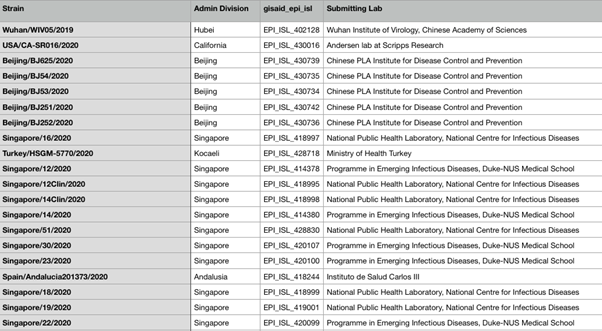 Strain Admin Division gisaid_epi_isl Submitting Lab
Wuhan/WIV05/2019 Hubei EPI_ISL_402128 Wuhan Institute of Virology, Chinese Academy of Sciences
USA/CA-SR016/2020 California EPI_ISL_430016 Andersen lab at Scripps Research
Beijing/BJ625/2020 Beijing EPI_ISL_430739 Chinese PLA Institute for Disease Control and Prevention
Beijing/BJ54/2020 Beijing EPI_ISL_430735 Chinese PLA Institute for Disease Control and Prevention
Beijing/BJ53/2020 Beijing EPI_ISL_430734 Chinese PLA Institute for Disease Control and Prevention
Beijing/BJ251/2020 Beijing EPI_ISL_430742 Chinese PLA Institute for Disease Control and Prevention
Beijing/BJ252/2020 Beijing EPI_ISL_430736 Chinese PLA Institute for Disease Control and Prevention
Singapore/16/2020 Singapore EPI_ISL_418997 National Public Health Laboratory, National Centre for Infectious Diseases
Turkey/HSGM-5770/2020 Kocaeli EPI_ISL_428718 Ministry of Health Turkey
Singapore/12/2020 Singapore EPI_ISL_414378 Programme in Emerging Infectious Diseases, Duke-NUS Medical School
Singapore/12Clin/2020 Singapore EPI_ISL_418995 National Public Health Laboratory, National Centre for Infectious Diseases
Singapore/14Clin/2020 Singapore EPI_ISL_418998 National Public Health Laboratory, National Centre for Infectious Diseases
Singapore/14/2020 Singapore EPI_ISL_414380 Programme in Emerging Infectious Diseases, Duke-NUS Medical School
Singapore/51/2020 Singapore EPI_ISL_428830 National Public Health Laboratory, National Centre for Infectious Diseases
Singapore/30/2020 Singapore EPI_ISL_420107 Programme in Emerging Infectious Diseases, Duke-NUS Medical School
Singapore/23/2020 Singapore EPI_ISL_420100 Programme in Emerging Infectious Diseases, Duke-NUS Medical School
Spain/Andalucia201373/2020 Andalusia EPI_ISL_418244 Instituto de Salud Carlos III
Singapore/18/2020 Singapore EPI_ISL_418999 National Public Health Laboratory, National Centre for Infectious Diseases
Singapore/19/2020 Singapore EPI_ISL_419001 National Public Health Laboratory, National Centre for Infectious Diseases
Singapore/22/2020 Singapore EPI_ISL_420099 Programme in Emerging Infectious Diseases, Duke-NUS Medical School